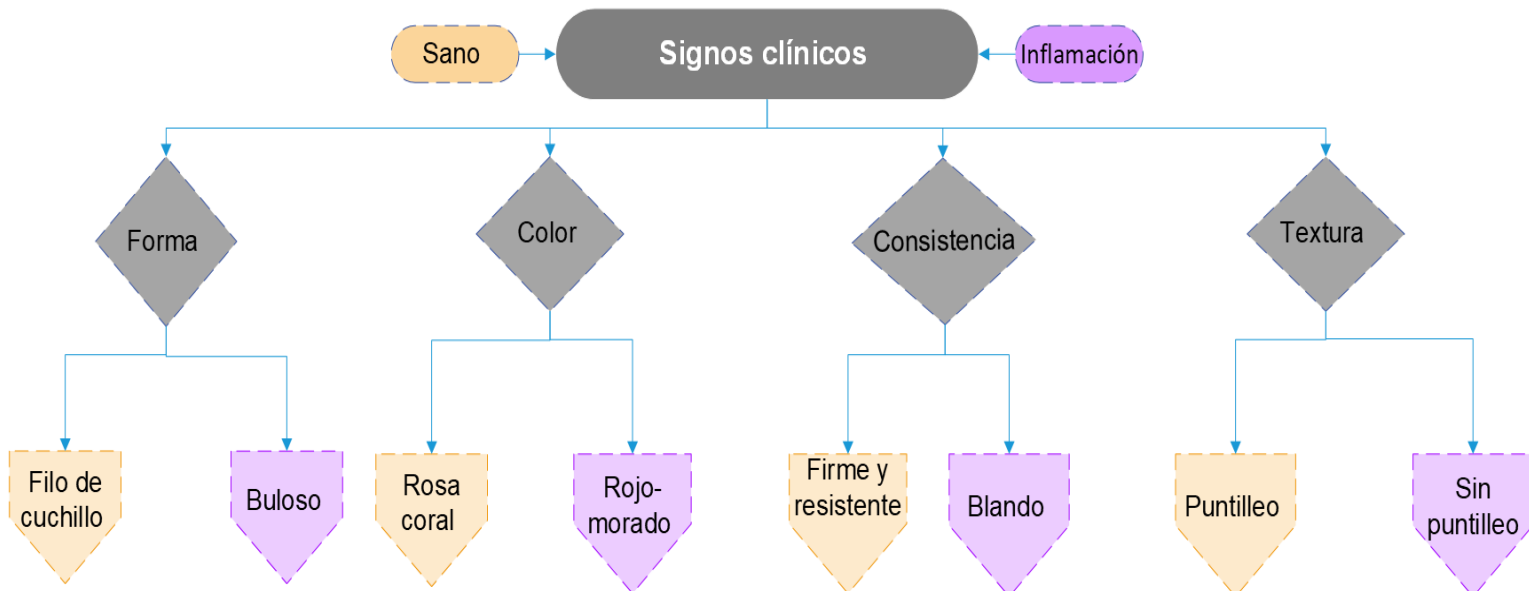 Sano
Signos clínicos
Inflamación
Forma
Color
Consistencia
Textura
Filo de
cuchillo
Buloso
Rosa
coral
Rojo-
morado
Firme y
resistente
Blando
Puntilleo
Sin
puntilleo